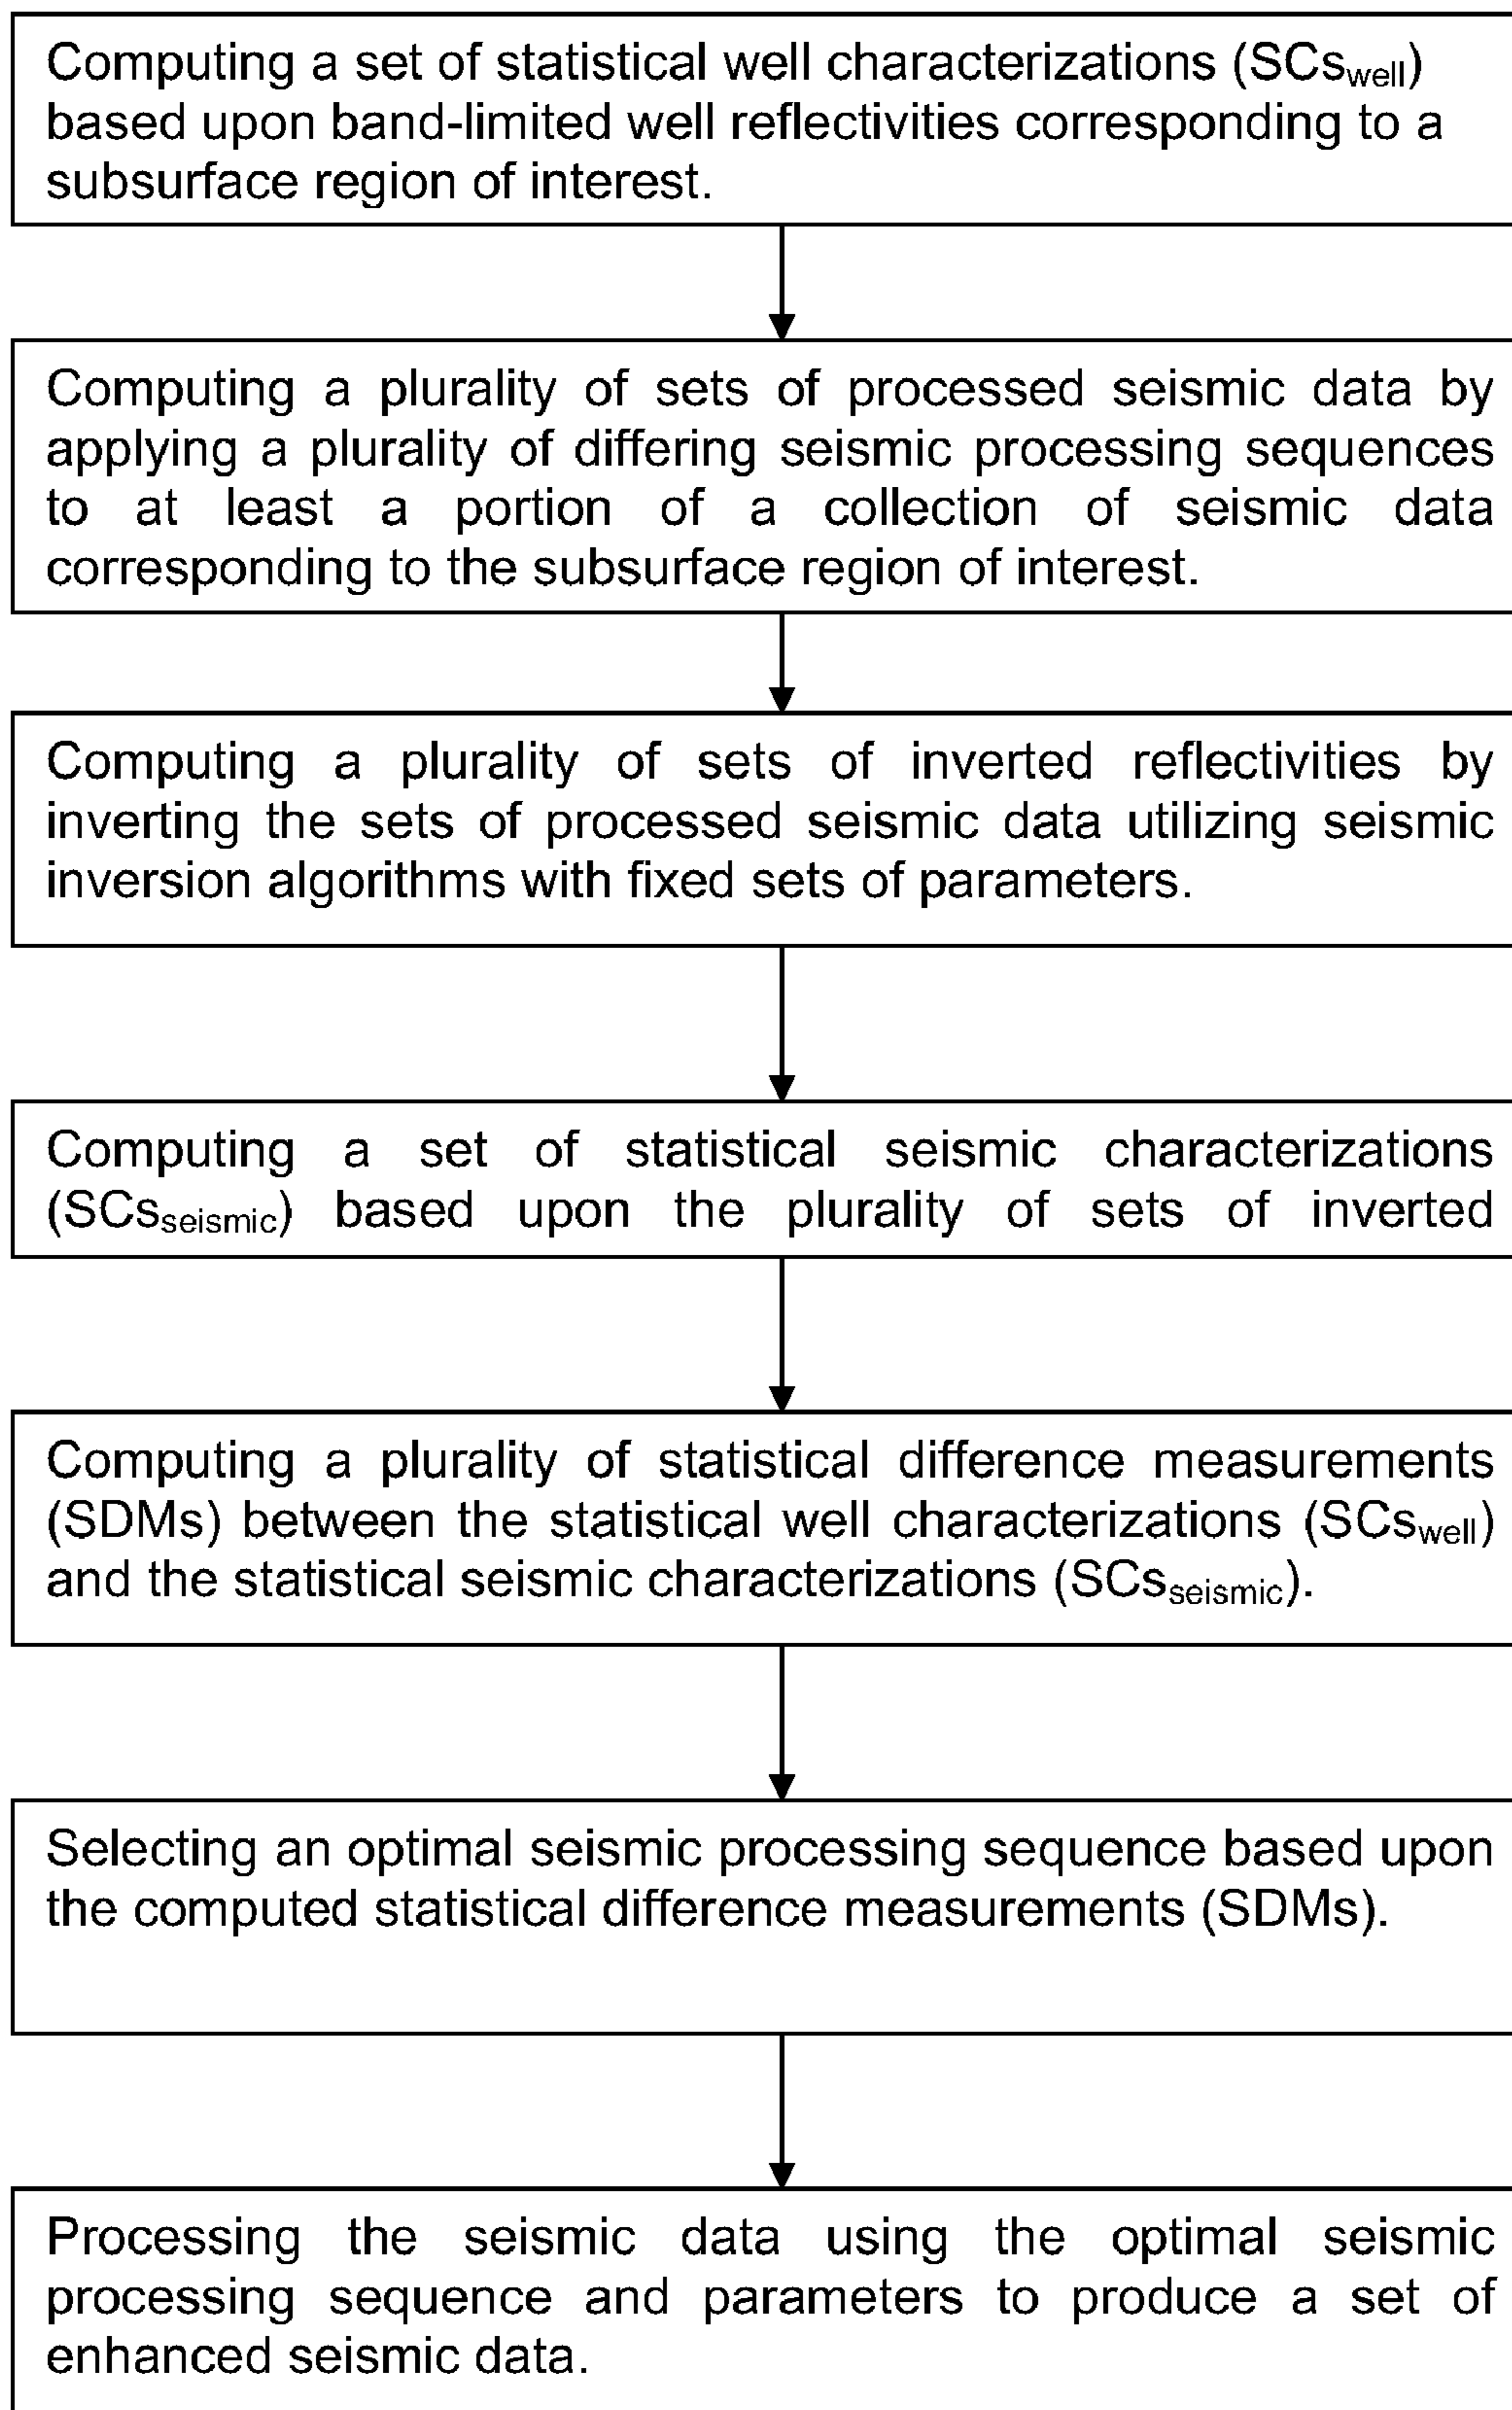 Computing a set of statistical well characterizations (SCswell)
based upon band-limited well reflectivities corresponding to a
subsurface region of interest.
Computing a plurality of sets of processed seismic data by
applying a plurality of differing seismic processing sequences
to at least a portion of a collection of seismic data
corresponding to the subsurface region of interest.
Computing a plurality of sets of inverted reflectivities by
inverting the sets of processed seismic data utilizing seismic
inversion algorithms with fixed sets of parameters.
Computing a set of statistical seismic characterizations
(SCsseismic) based upon the plurality of sets of inverted
Computing a plurality of statistical difference measurements
(SDMs) between the statistical well characterizations (SCswell)
and the statistical seismic characterizations (SCsseismic).
Selecting an optimal seismic processing sequence based upon
the computed statistical difference measurements (SDMs).
Processing the seismic data using the optimal seismic
processing sequence and parameters to produce a set of
enhanced seismic data.